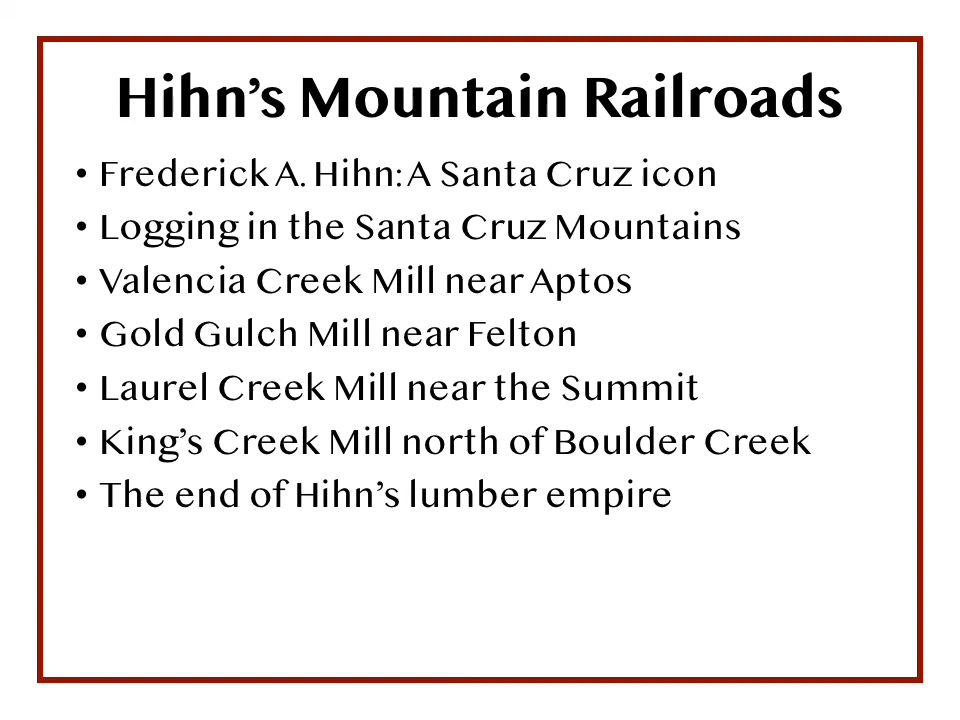 Hihn’s Mountain Railroads
• Frederick A. Hihn: A Santa Cruz icon
• Logging in the Santa Cruz Mountains
• Valencia Creek Mill near Aptos
• Gold Gulch Mill near Felton
• Laurel Creek Mill near the Summit
• King’s Creek Mill north of Boulder Creek
• The end of Hihn’s lumber empire